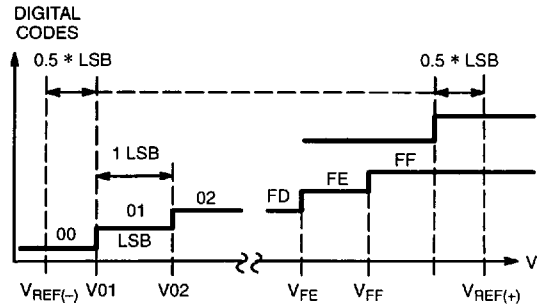 DIGITAL
CODES
0.5 * LSB
0.5 * LSB
1 LSB
00
01
LSB
02
FD
FE
FF
V
VREF(–)
V01
V02
VFE
VFF
VREF(+)